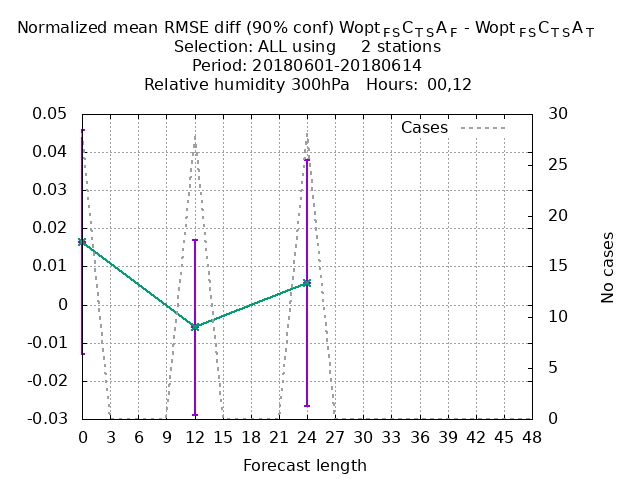 Normalized mean RMSE diff (90% conf) Wopt FS C TS A F - Wopt FS C TS A T
Selection: ALL using 2 stations
Period: 20180601-20180614
Relative humidity 300hPa Hours: 00,12
Cases
0.05
0.04
0.03
0.02
0.01
0
-0.01
-0.02
-0.03
30
25
20
15
10
5
0
No cases
0 3 6 9 12 15 18 21 24 27 30 33 36 39 42 45 48
Forecast length